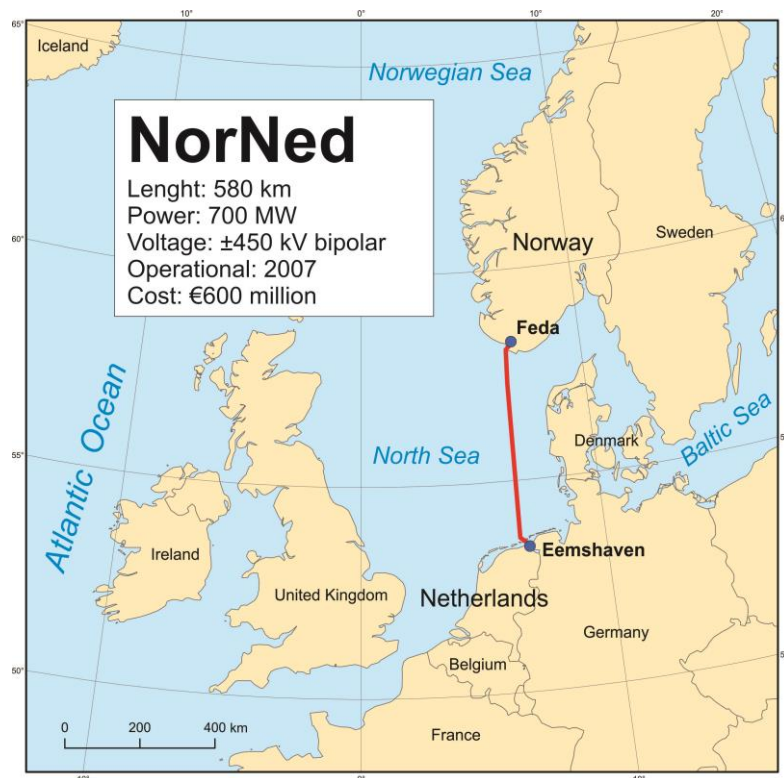 10°
0°
10°
20°
65°
Iceland
Norwegian Sea
NorNed
Lenght: 580 km
Power: 700 MW
Voltage: ±450 kV bipolar
Operational: 2007
Cost: €600 million
60°
60
Norway
Sweden
Feda
Atlantic Ocean
55°
North Sea
Denmark
Baltic Sea
Ireland
Eemshaven
United Kingdom
Netherlands
Germany
50°
Belgium
France
0 200 400 km
0°